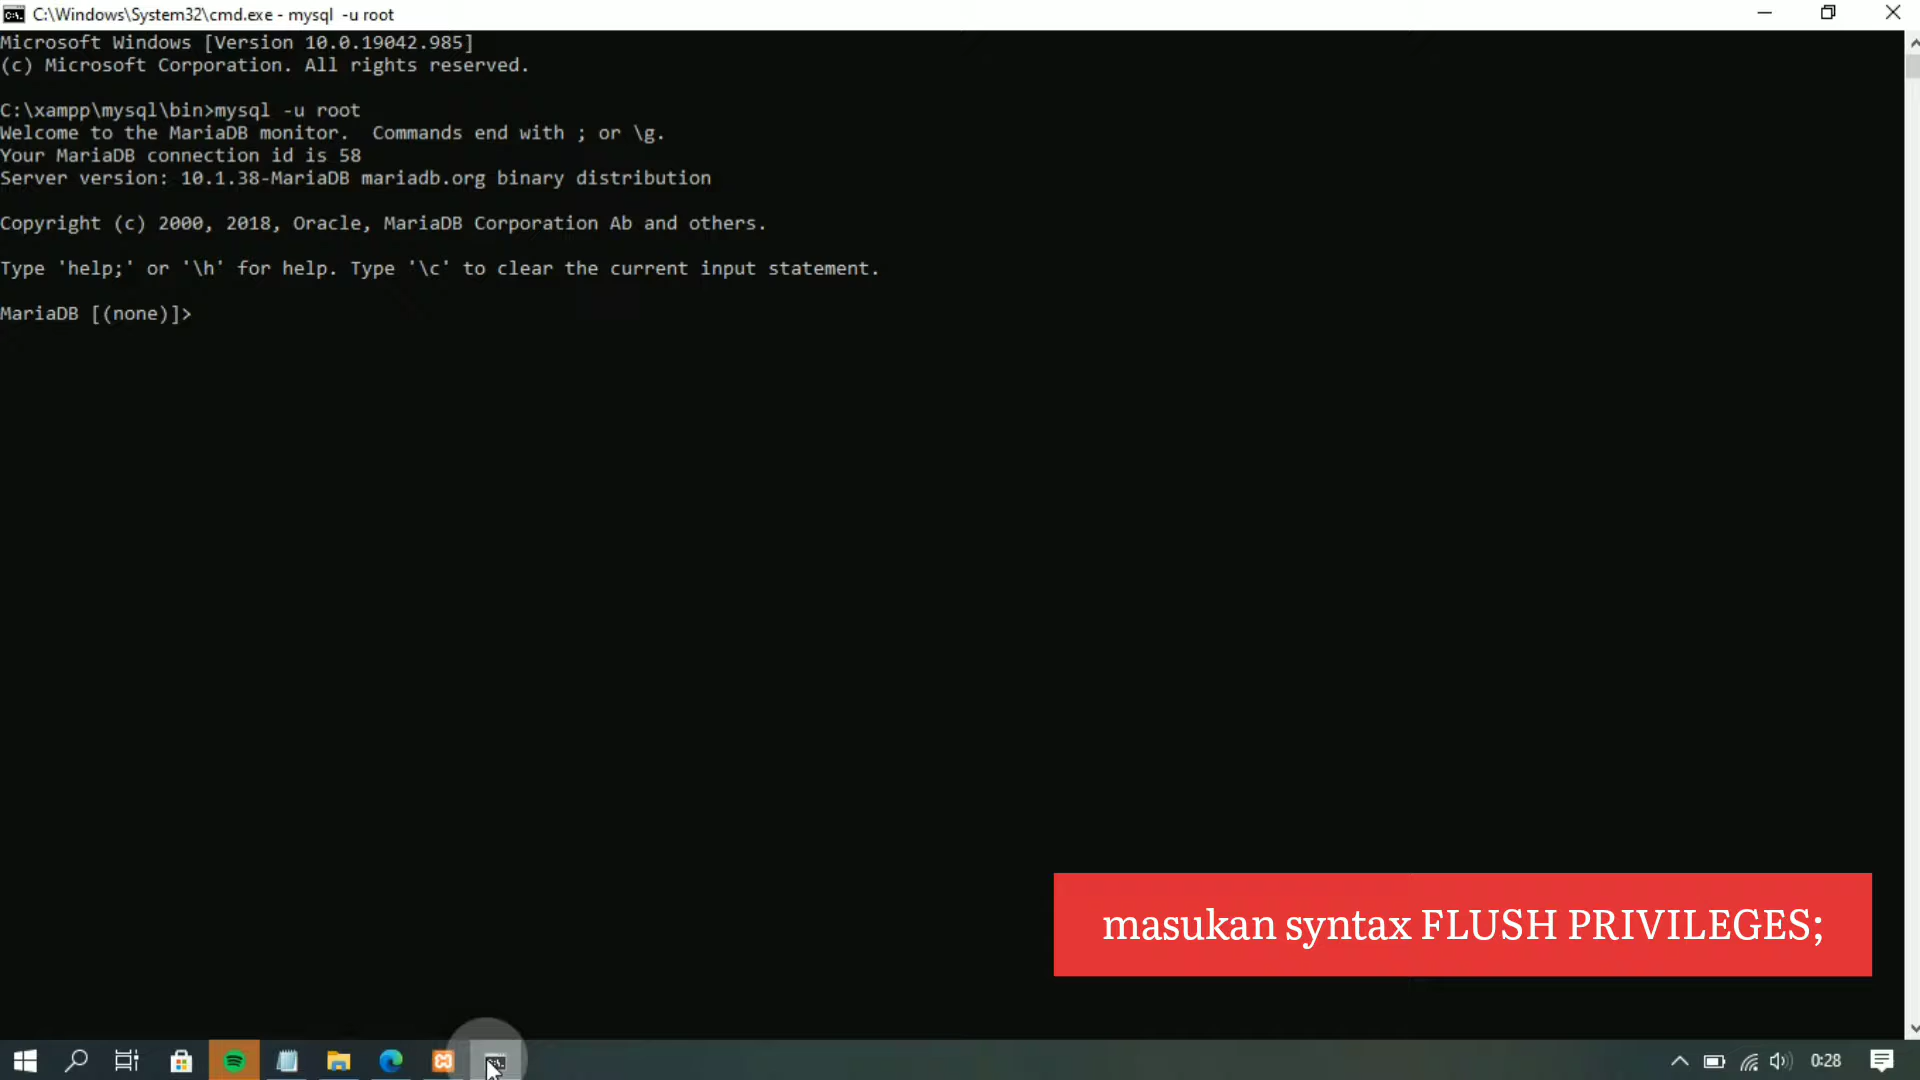 C:\Windows\System32\cmd.exe - mysql  -u root
Microsoft Windows [Version 10.0.19042.985]
(c) Microsoft Corporation. All rights reserved.
C:\xampp\mysql\bin>mysql -u root
Welcome to the MariaDB monitor.  Commands end with ; or \g.
Your MariaDB connection id is 58
Server version: 10.1.38-MariaDB mariadb.org binary distribution
Copyright (c) 2000, 2018, Oracle, MariaDB Corporation Ab and others.
Type 'help;' or '\h' for help. Type '\c' to clear the current input statement.
MariaDB [(none)]>
masukan syntax FLUSH PRIVILEGES;
0:28